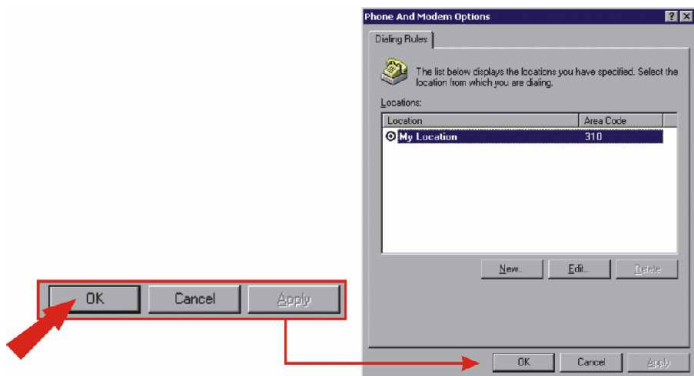 Phone And Modem Options
Dialing Rules
The list below displays the locations you have specified. Select the
location from which you are dialing.
Locations:
Location Area Code
My Location 310
New... Edit... Delete
OK Cancel Apply
OK Cancel Apply